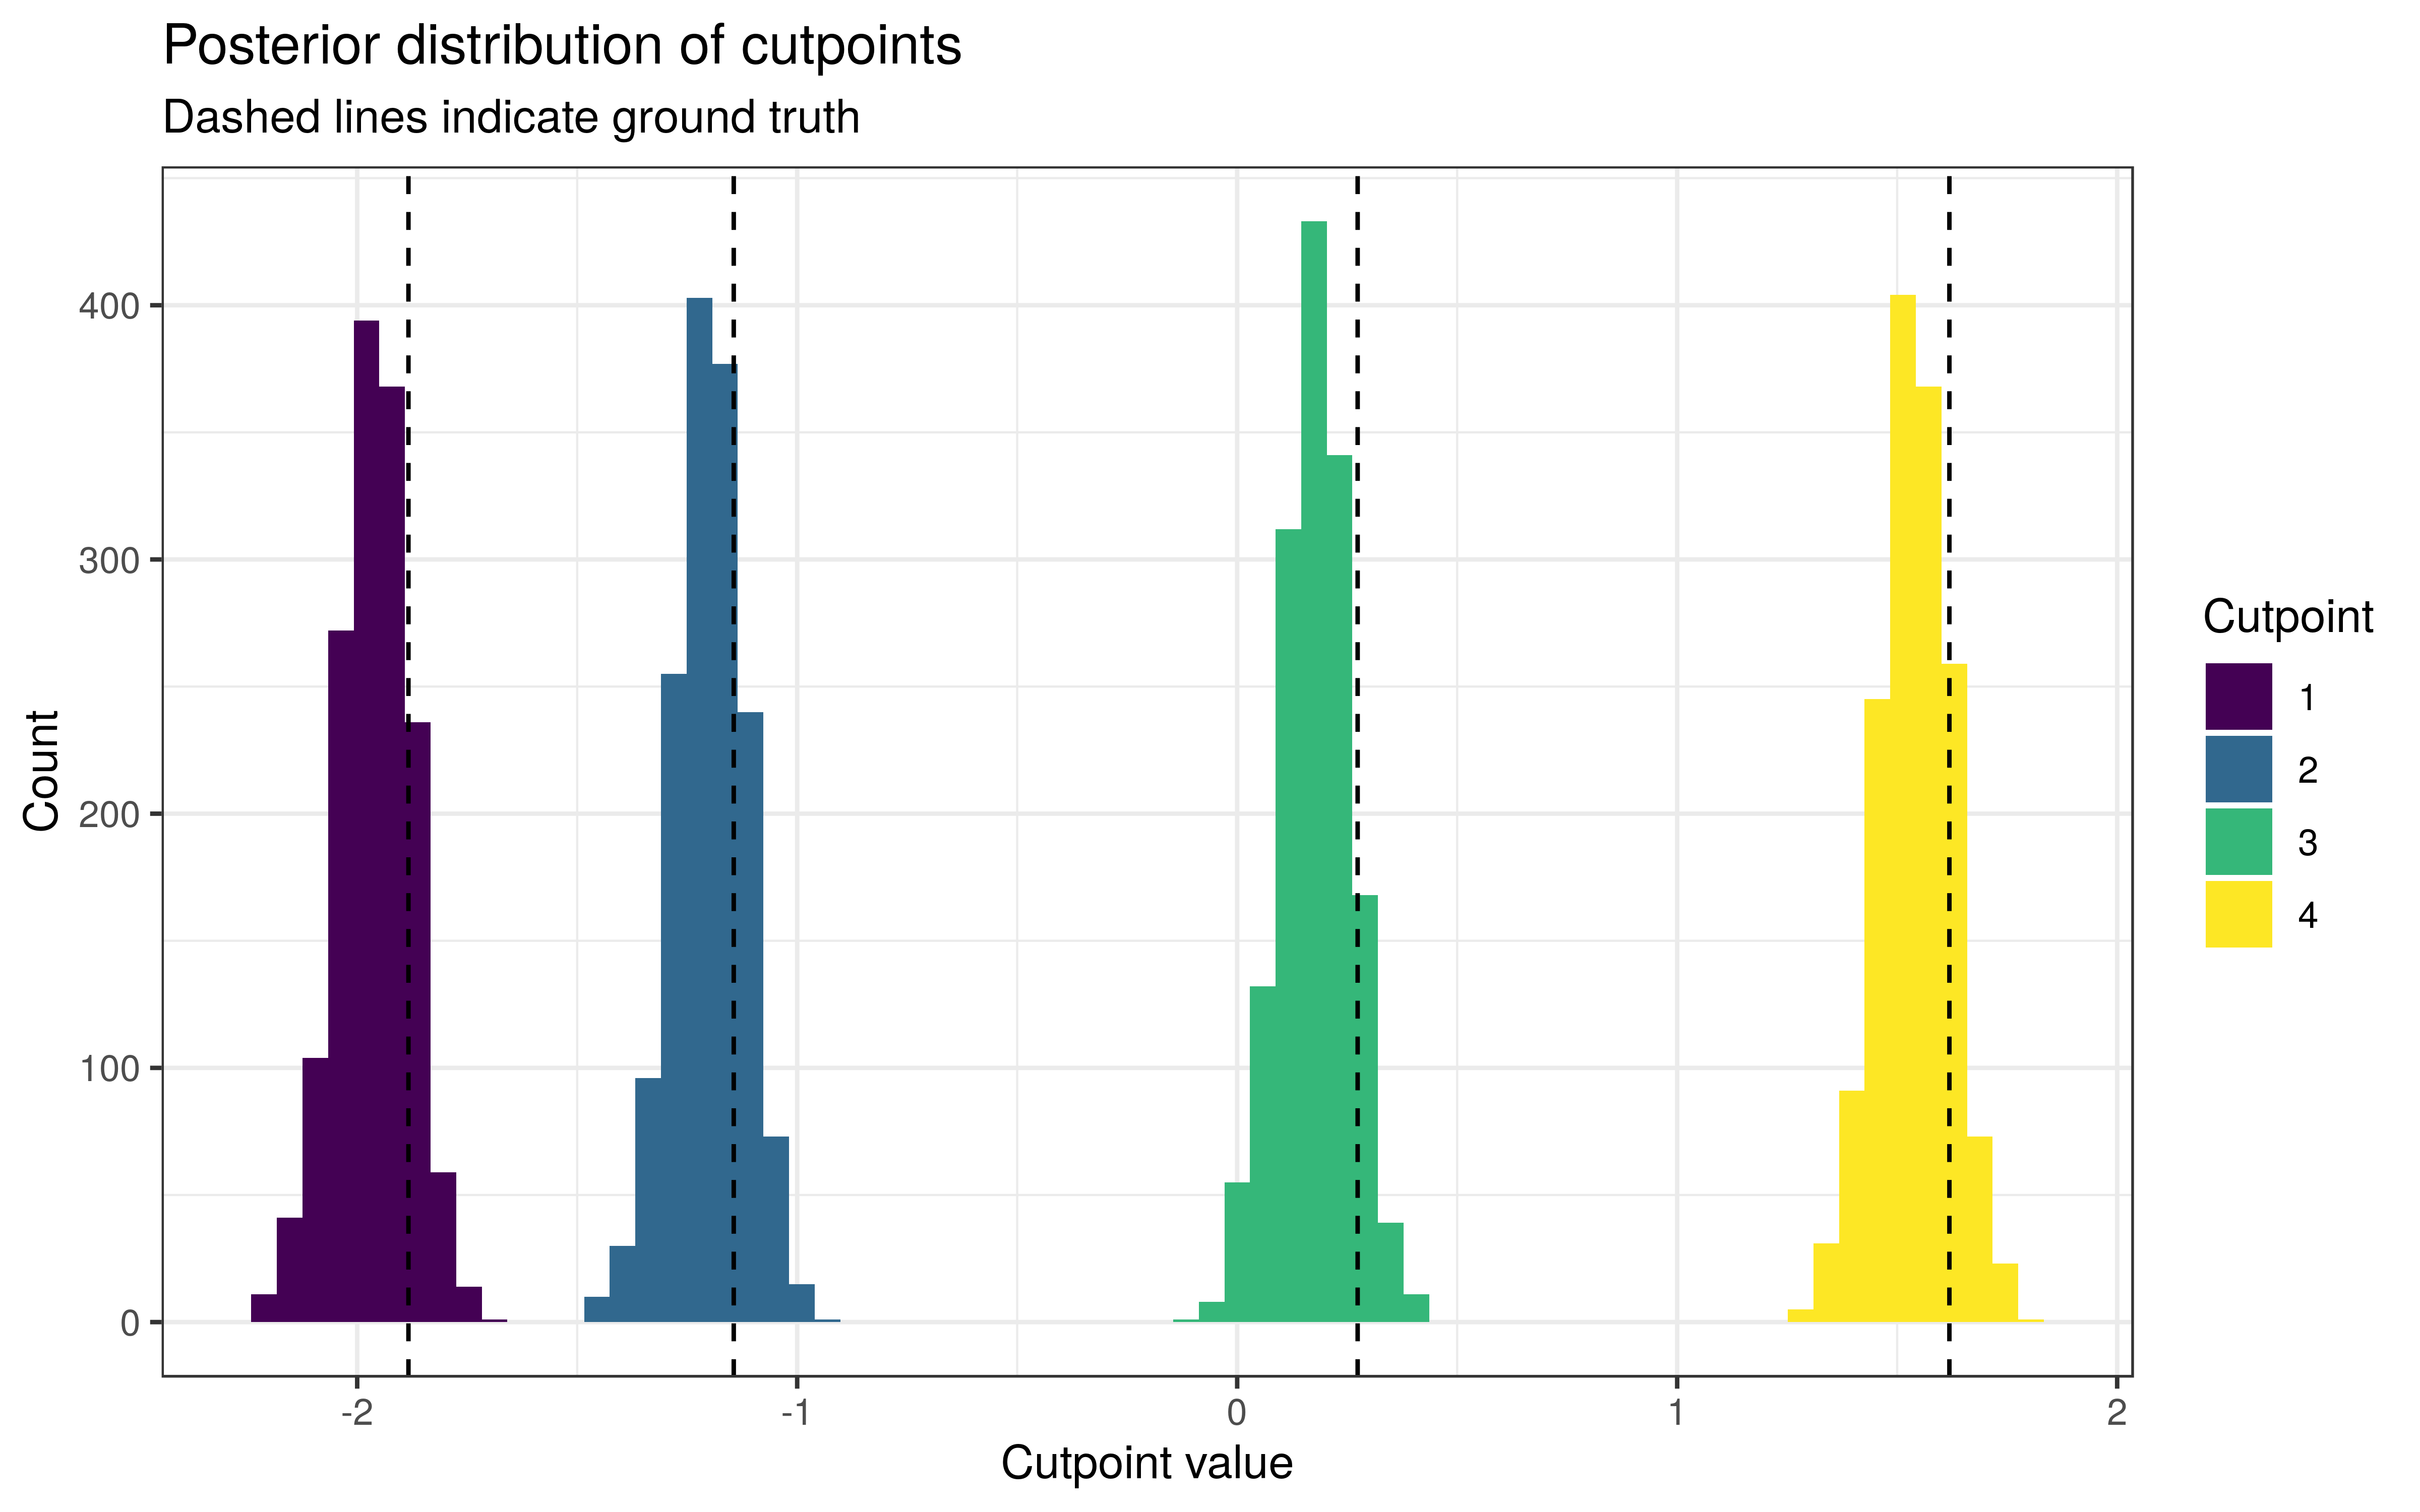 Posterior distribution of cutpoints
Dashed lines indicate ground truth
Count
400
300
200
100
0
-2
-1
0
1
2
Cutpoint value
Cutpoint
1
2
3
4